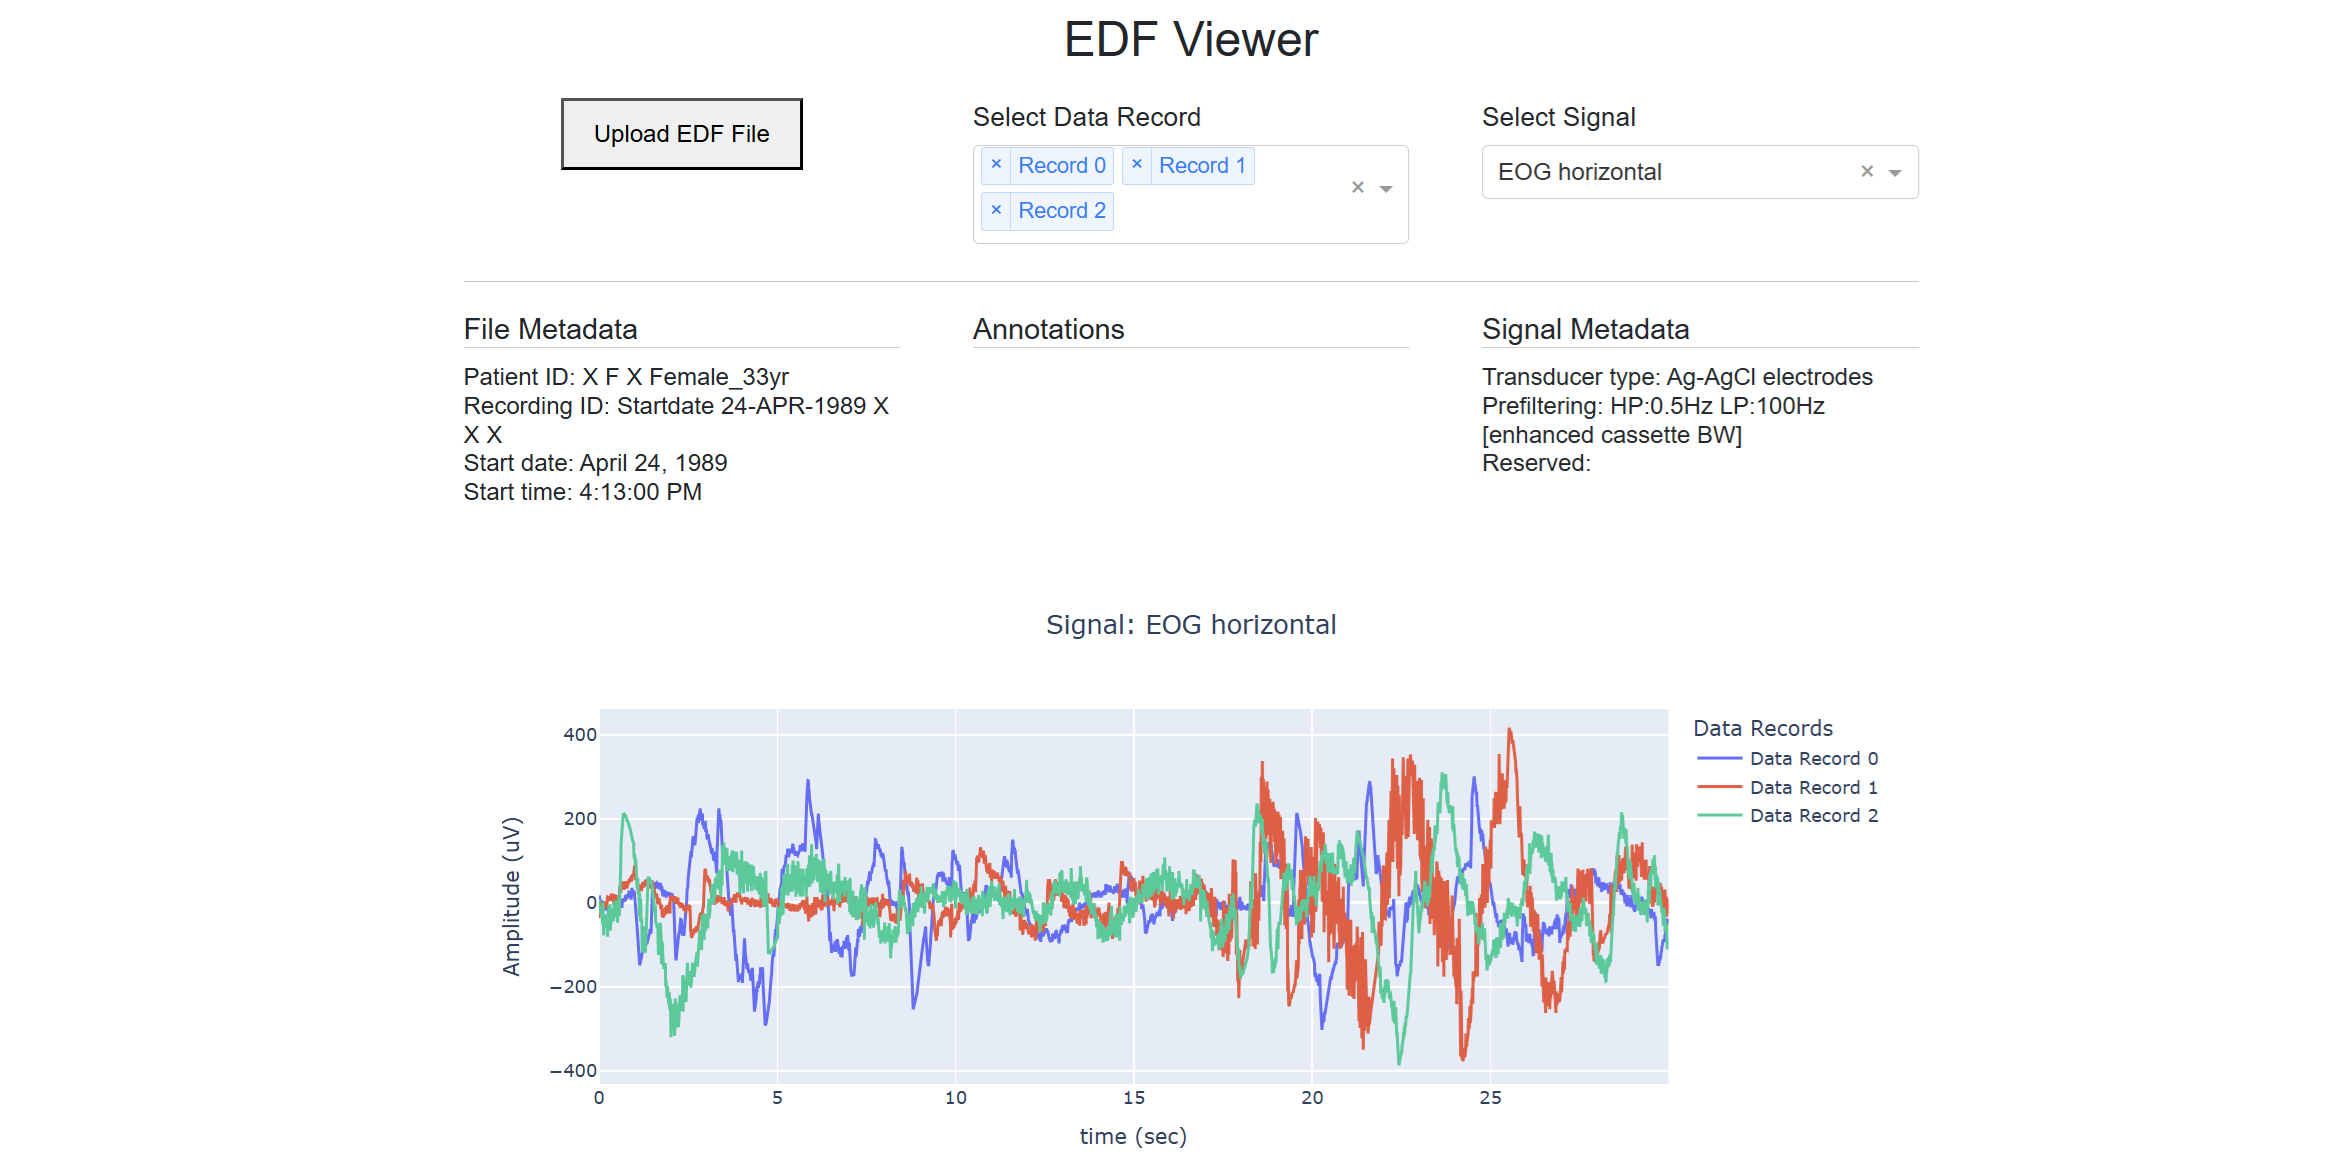 EDF Viewer
Upload EDF File
Select Data Record
× Record 0 × Record 1
× Record 2
×
Select Signal
EOG horizontal ×
File Metadata
Patient ID: X F X Female_33yr
Recording ID: Startdate 24-APR-1989 X
X X
Start date: April 24, 1989
Start time: 4:13:00 PM
Annotations
Signal Metadata
Transducer type: Ag-AgCl electrodes
Prefiltering: HP:0.5Hz LP:100Hz
[enhanced cassette BW]
Reserved:
Signal: EOG horizontal
Amplitude (uV)
400
200
0
−200
−400
0 5 10 15 20 25
time (sec)
Data Records
Data Record 0
Data Record 1
Data Record 2